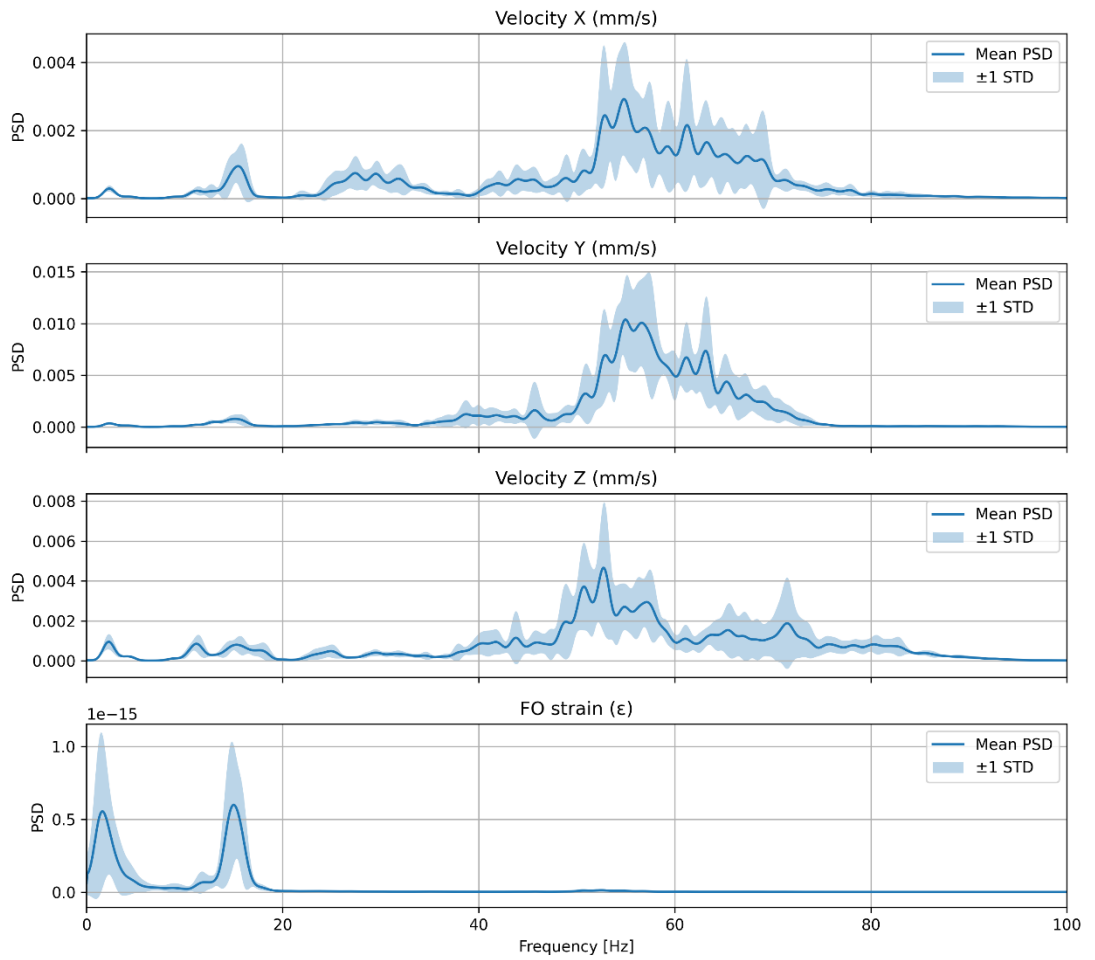 Velocity X (mm/s)
0.004
0.002
0.000
PSD
Mean PSD
±1 STD
Velocity Y (mm/s)
0.015
0.010
0.005
0.000
PSD
Mean PSD
±1 STD
Velocity Z (mm/s)
0.008
0.006
0.004
0.002
0.000
PSD
Mean PSD
±1 STD
FO strain (ε)
1e−15
1.0
0.5
0.0
PSD
Mean PSD
±1 STD
0 20 40 60 80 100
Frequency [Hz]